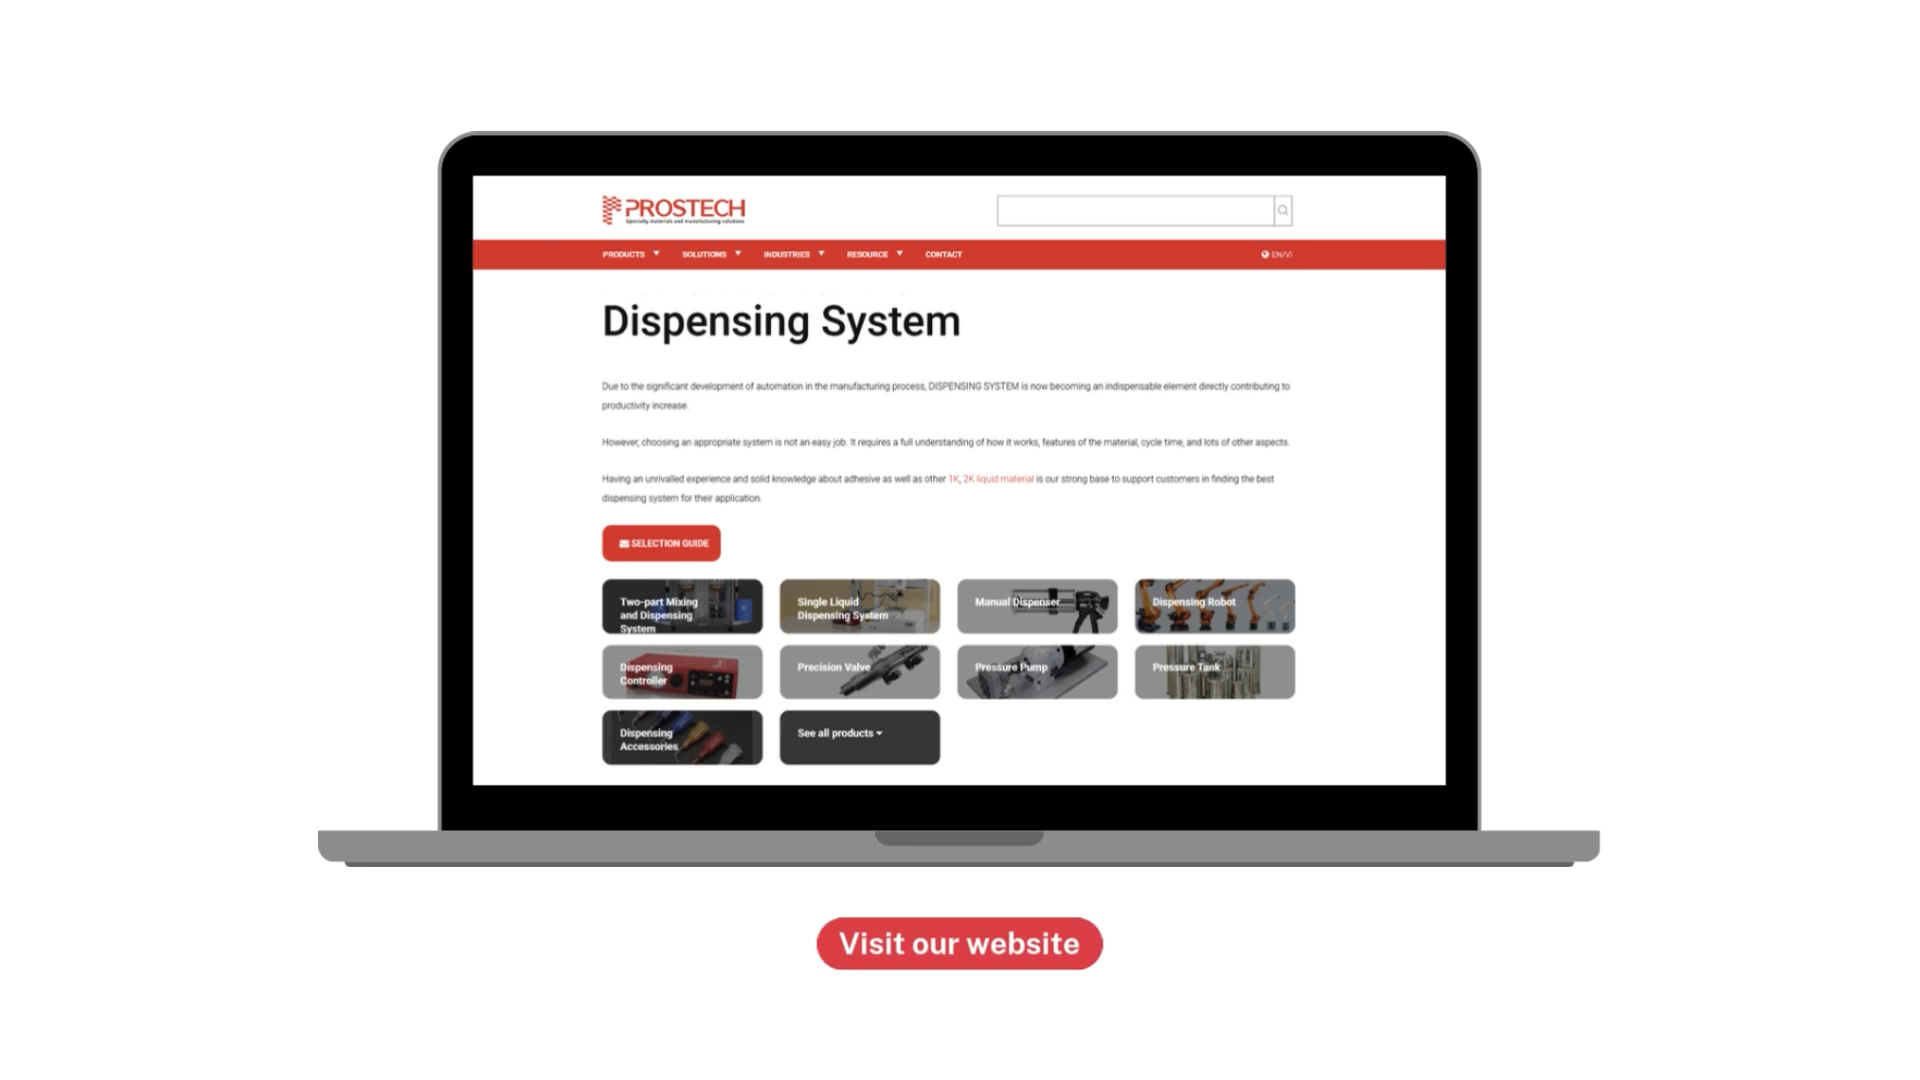 PROSTECH
Specialty materials and manufacturing solutions
PRODUCTS SOLUTIONS INDUSTRIES RESOURCE CONTACT EN/VI
Dispensing System
Due to the significant development of automation in the manufacturing process, DISPENSING SYSTEM is now becoming an indispensable element directly contributing to
productivity increase.
However, choosing an appropriate system is not an easy job. It requires a full understanding of how it works, features of the material, cycle time, and lots of other aspects.
Having an unrivalled experience and solid knowledge about adhesive as well as other 1K, 2K liquid material is our strong base to support customers in finding the best
dispensing system for their application.
SELECTION GUIDE
Two-part Mixing
and Dispensing
System
Single Liquid
Dispensing System
Manual Dispenser
Dispensing Robot
Dispensing
Controller
Precision Valve
Pressure Pump
Pressure Tank
Dispensing
Accessories
See all products
Visit our website